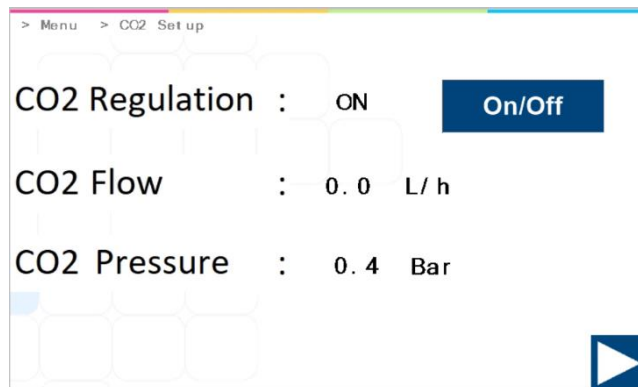 > Menu > CO2 Set up
CO2 Regulation : ON On/Off
CO2 Flow : 0.0 L/h
CO2 Pressure : 0.4 Bar